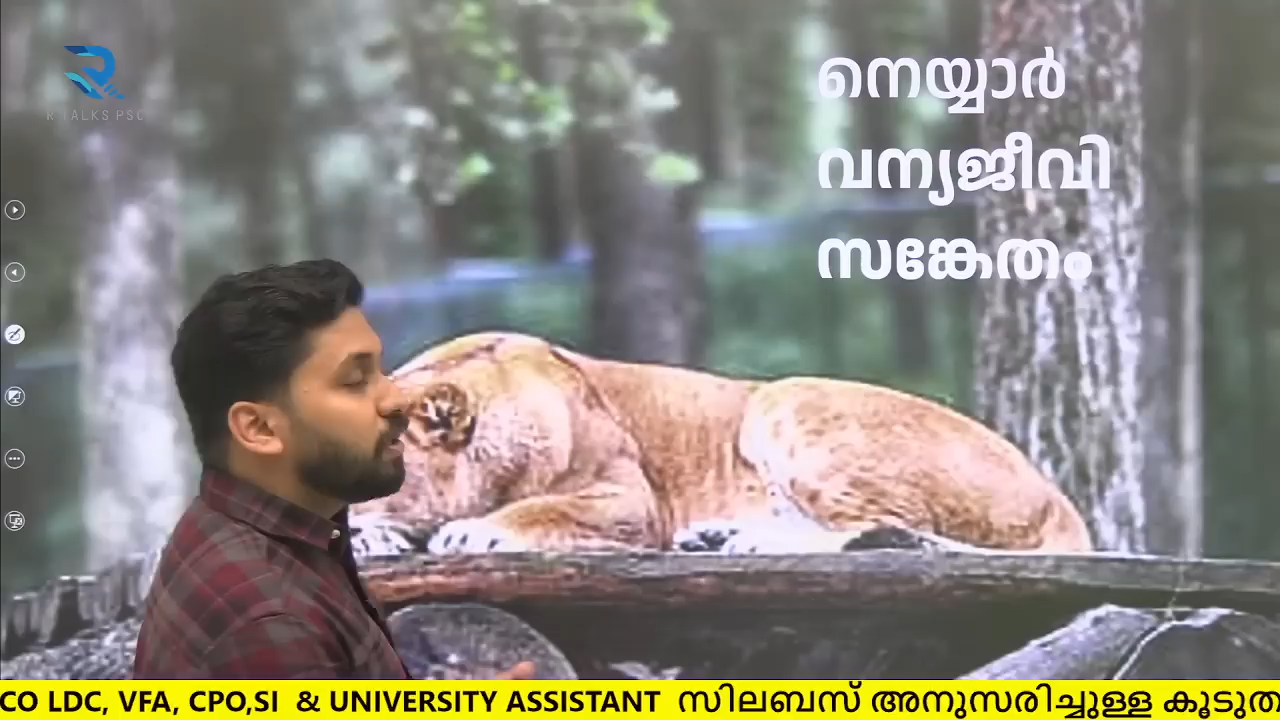 R TALKS PSC
നെയ്യാർ
വന്യജീവി
സങ്കേതം
CO LDC, VFA, CPO,SI & UNIVERSITY ASSISTANT സിലബസ് അനുസരിച്ചുള്ള കൂടുത